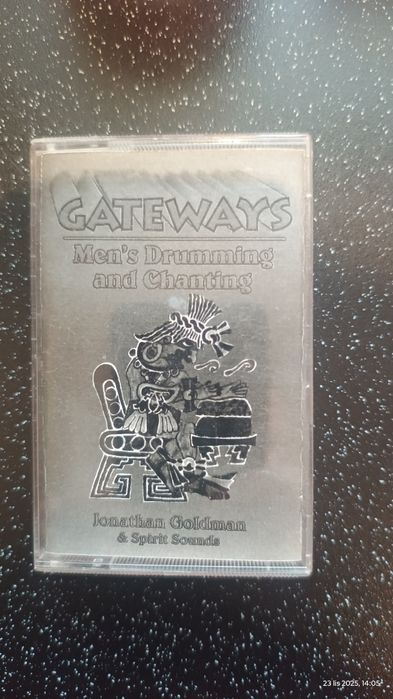 GATEWAYS
Men's Drumming
and Chanting
Jonathan Goldman
& Spirit Sounds
23 lis 2025, 14:05